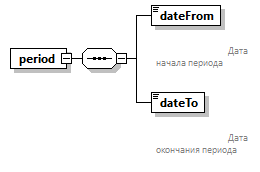 dateFrom
period
Дата
начала периода
dateTo
Дата
окончания периода